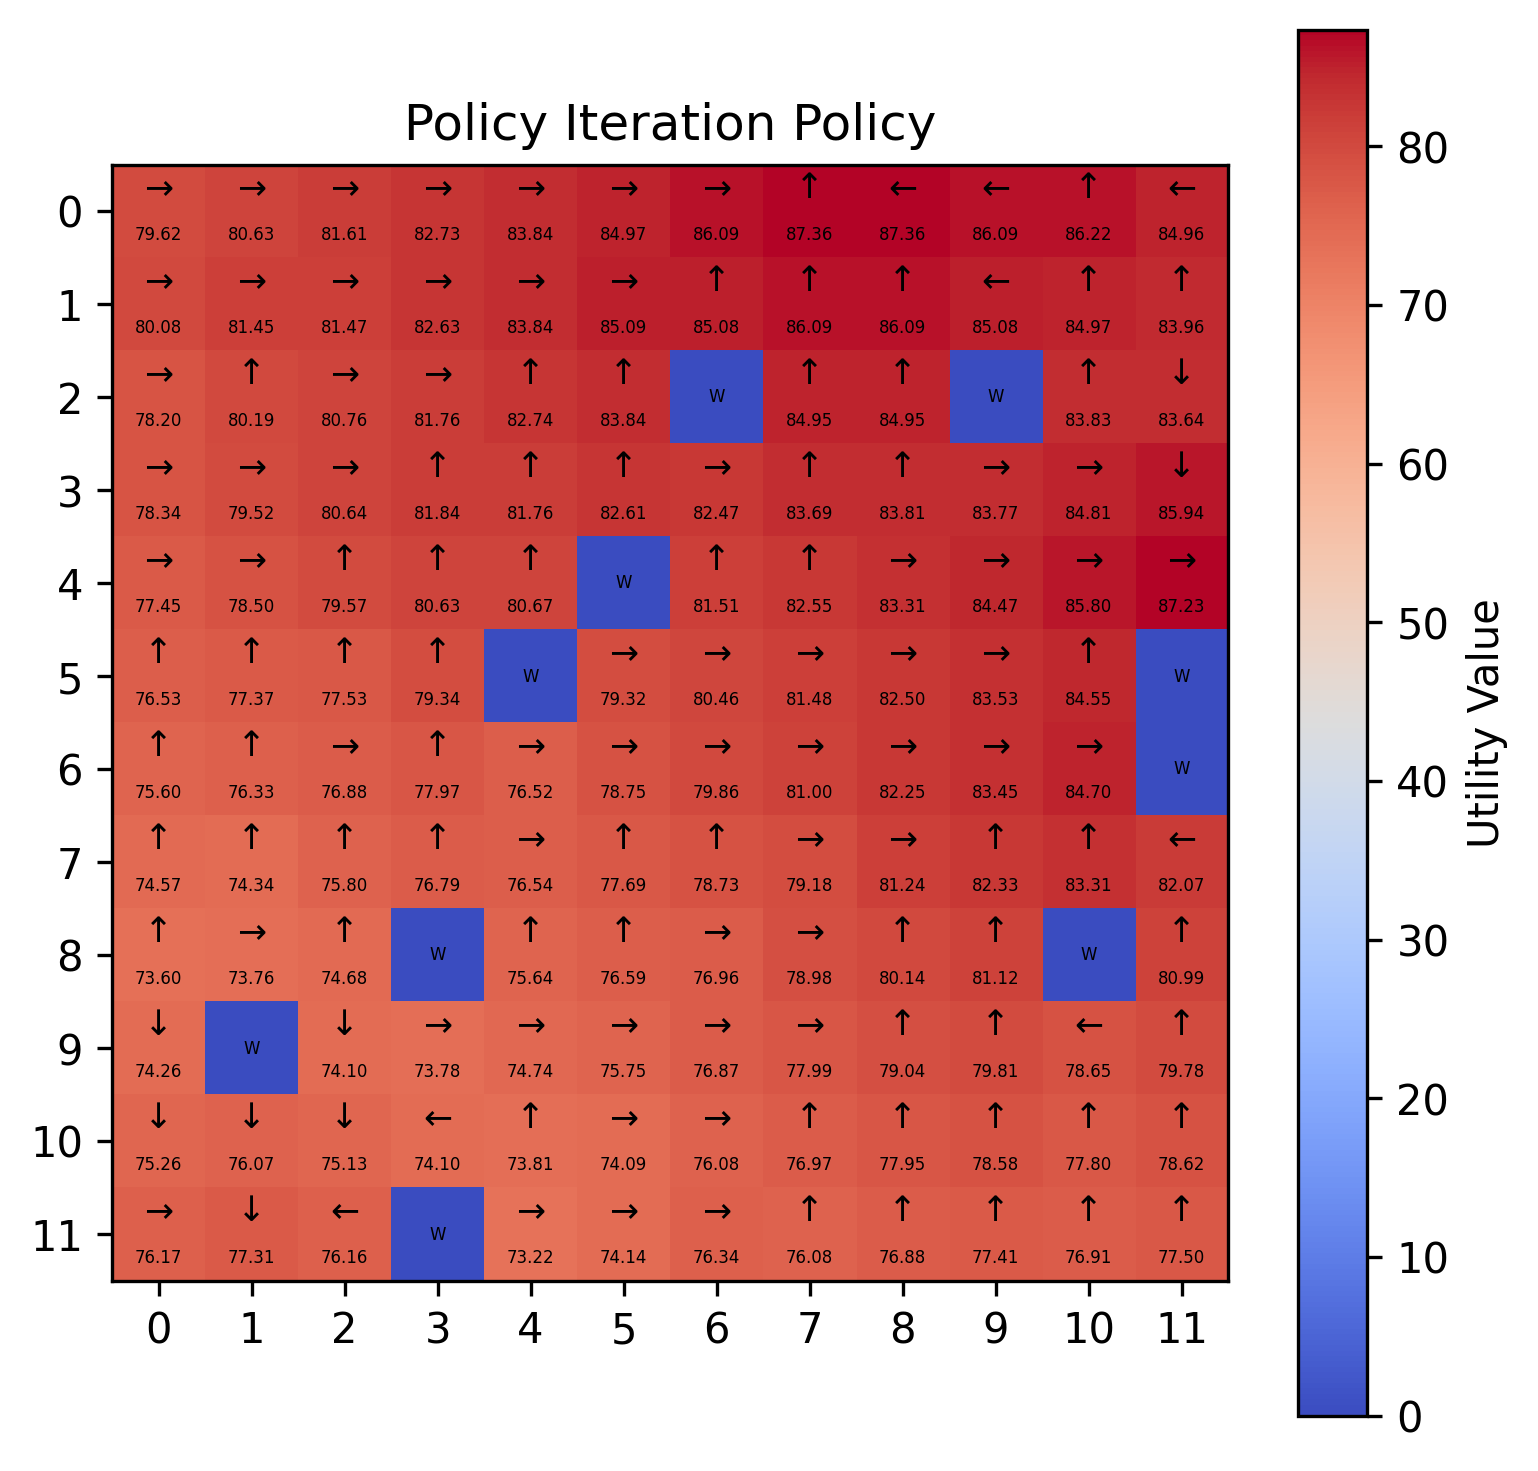 Policy Iteration Policy
0 → → → → → → → ↑ ← ← ↑ ←
79.62 80.63 81.61 82.73 83.84 84.97 86.09 87.36 87.36 86.09 86.22 84.96
1 → → → → → → ↑ ↑ ↑ ← ↑ ↑
80.08 81.45 81.47 82.63 83.84 85.09 85.08 86.09 86.09 85.08 84.97 83.96
2 → ↑ → → ↑ ↑ W ↑ ↑ W ↑ ↓
78.20 80.19 80.76 81.76 82.74 83.84 84.95 84.95 83.83 83.64
3 → → → ↑ ↑ ↑ → ↑ ↑ → → ↓
78.34 79.52 80.64 81.84 81.76 82.61 82.47 83.69 83.81 83.77 84.81 85.94
4 → → ↑ ↑ ↑ W ↑ ↑ → → → →
77.45 78.50 79.57 80.63 80.67 81.51 82.55 83.31 84.47 85.80 87.23
5 ↑ ↑ ↑ ↑ W → → → → → ↑ W
76.53 77.37 77.53 79.34 79.32 80.46 81.48 82.50 83.53 84.55
6 ↑ ↑ → ↑ → → → → → → → W
75.60 76.33 76.88 77.97 76.52 78.75 79.86 81.00 82.25 83.45 84.70
7 ↑ ↑ ↑ ↑ → ↑ ↑ → → ↑ ↑ ←
74.57 74.34 75.80 76.79 76.54 77.69 78.73 79.18 81.24 82.33 83.31 82.07
8 ↑ → ↑ W ↑ ↑ → → ↑ ↑ W ↑
73.60 73.76 74.68 75.64 76.59 76.96 78.98 80.14 81.12 80.99
9 ↓ W ↓ → → → → → ↑ ↑ ← ↑
74.26 74.10 73.78 74.74 75.75 76.87 77.99 79.04 79.81 78.65 79.78
10 ↓ ↓ ↓ ← ↑ → → ↑ ↑ ↑ ↑ ↑
75.26 76.07 75.13 74.10 73.81 74.09 76.08 76.97 77.95 78.58 77.80 78.62
11 → ↓ ← W → → → ↑ ↑ ↑ ↑ ↑
76.17 77.31 76.16 73.22 74.14 76.34 76.08 76.88 77.41 76.91 77.50
0 1 2 3 4 5 6 7 8 9 10 11
80
70
60
50
40
30
20
10
0
Utility Value